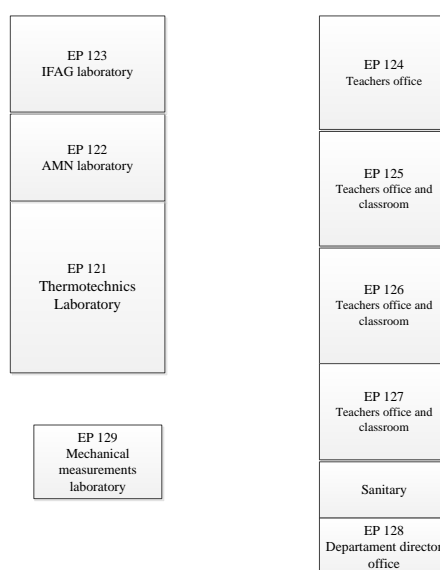 EP 123
IFAG laboratory
EP 122
AMN laboratory
EP 121
Thermotechnics
Laboratory
EP 129
Mechanical
measurements
laboratory
EP 124
Teachers office
EP 125
Teachers office and
classroom
EP 126
Teachers office and
classroom
EP 127
Teachers office and
classroom
Sanitary
EP 128
Departament director
office